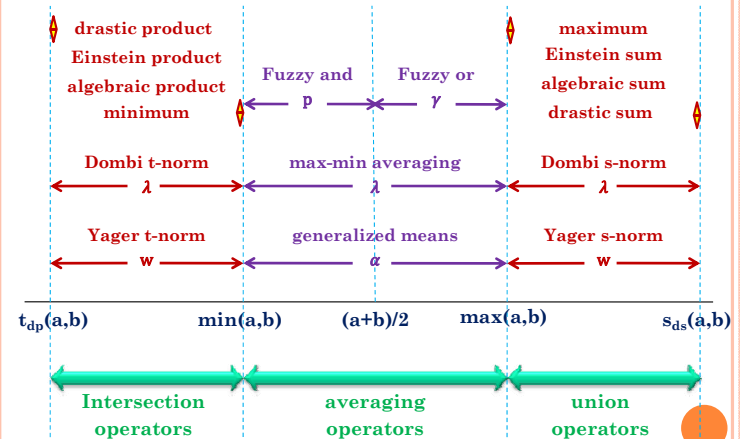 drastic product
Einstein product
algebraic product
minimum
Fuzzy and
p
Fuzzy or
γ
maximum
Einstein sum
algebraic sum
drastic sum
Dombi t-norm
λ
max-min averaging
λ
Dombi s-norm
λ
Yager t-norm
w
generalized means
α
Yager s-norm
w
t_dp(a,b)
min(a,b)
(a+b)/2
max(a,b)
s_ds(a,b)
Intersection
operators
averaging
operators
union
operators